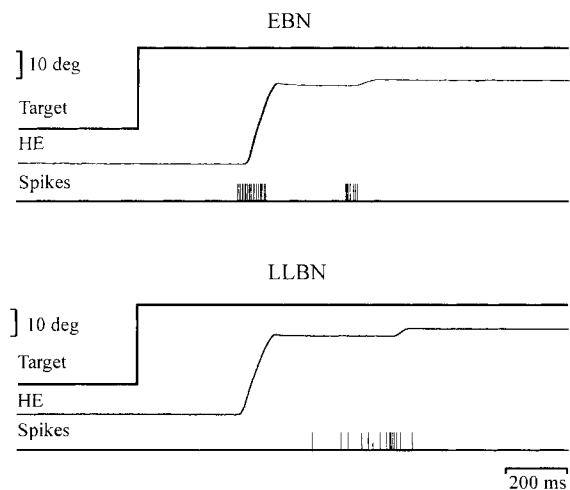 EBN
10 deg
Target
HE
Spikes
LLBN
10 deg
Target
HE
Spikes
200 ms